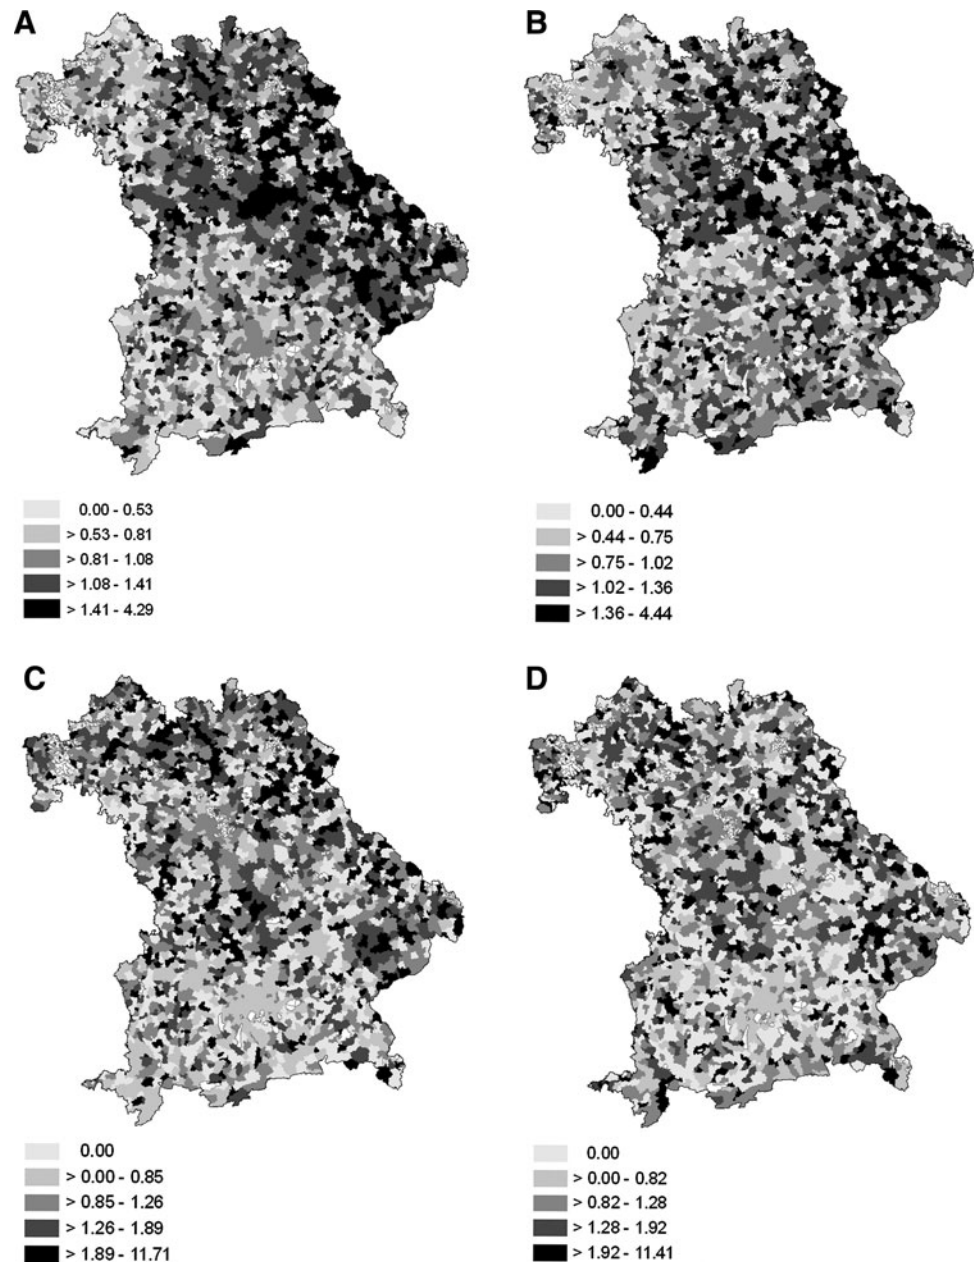 A
B
0.00 - 0.53
> 0.53 - 0.81
> 0.81 - 1.08
> 1.08 - 1.41
> 1.41 - 4.29
0.00 - 0.44
> 0.44 - 0.75
> 0.75 - 1.02
> 1.02 - 1.36
> 1.36 - 4.44
C
D
0.00
> 0.00 - 0.85
> 0.85 - 1.26
> 1.26 - 1.89
> 1.89 - 11.71
0.00
> 0.00 - 0.82
> 0.82 - 1.28
> 1.28 - 1.92
> 1.92 - 11.41